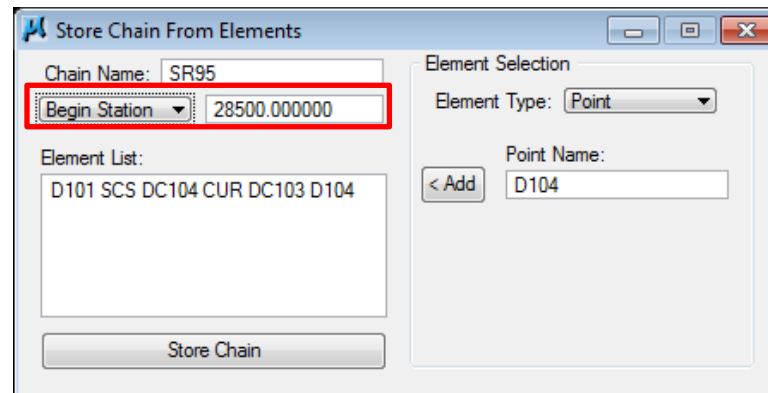 Store Chain From Elements
Chain Name: SR95
Begin Station 28500.000000
Element List:
D101 SCS DC104 CUR DC103 D104
Store Chain
Element Selection
Element Type: Point
Point Name:
< Add D104